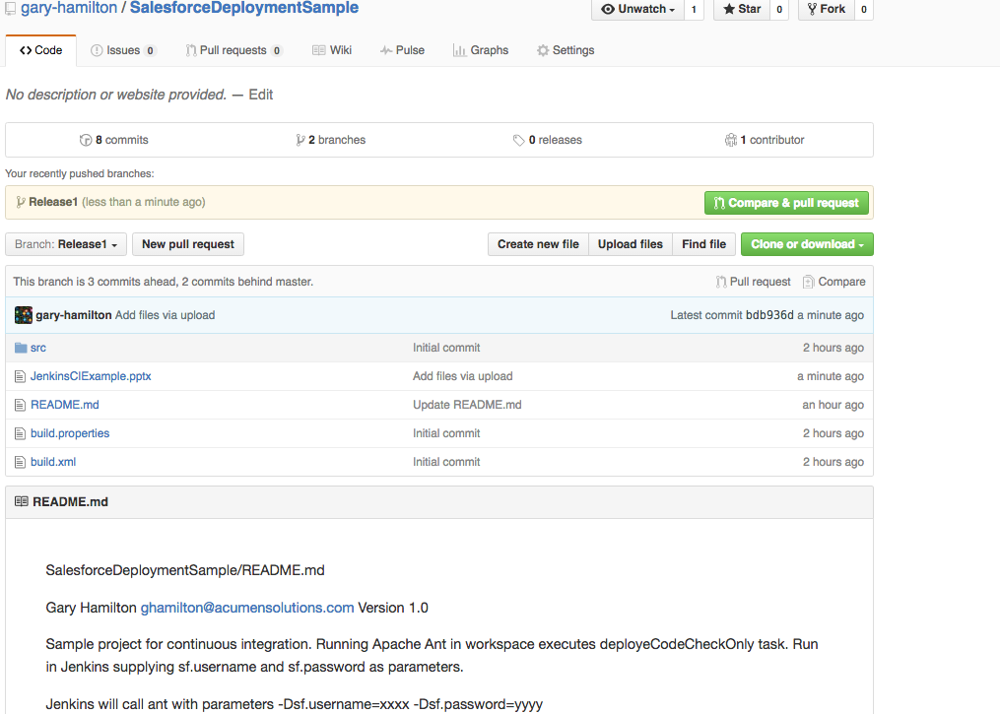 gary-hamilton / SalesforceDeploymentSample
Unwatch 1 Star 0 Fork 0
Code Issues 0 Pull requests 0 Wiki Pulse Graphs Settings
No description or website provided. — Edit
8 commits 2 branches 0 releases 1 contributor
Your recently pushed branches:
Release1 (less than a minute ago) Compare & pull request
Branch: Release1 New pull request Create new file Upload files Find file Clone or download
This branch is 3 commits ahead, 2 commits behind master. Pull request Compare
gary-hamilton Add files via upload Latest commit bdb936d a minute ago
src Initial commit 2 hours ago
JenkinsCIExample.pptx Add files via upload a minute ago
README.md Update README.md an hour ago
build.properties Initial commit 2 hours ago
build.xml Initial commit 2 hours ago
README.md
SalesforceDeploymentSample/README.md
Gary Hamilton ghamilton@acumensolutions.com Version 1.0
Sample project for continuous integration. Running Apache Ant in workspace executes deployeCodeCheckOnly task. Run
in Jenkins supplying sf.username and sf.password as parameters.
Jenkins will call ant with parameters -Dsf.username=xxxx -Dsf.password=yyyy